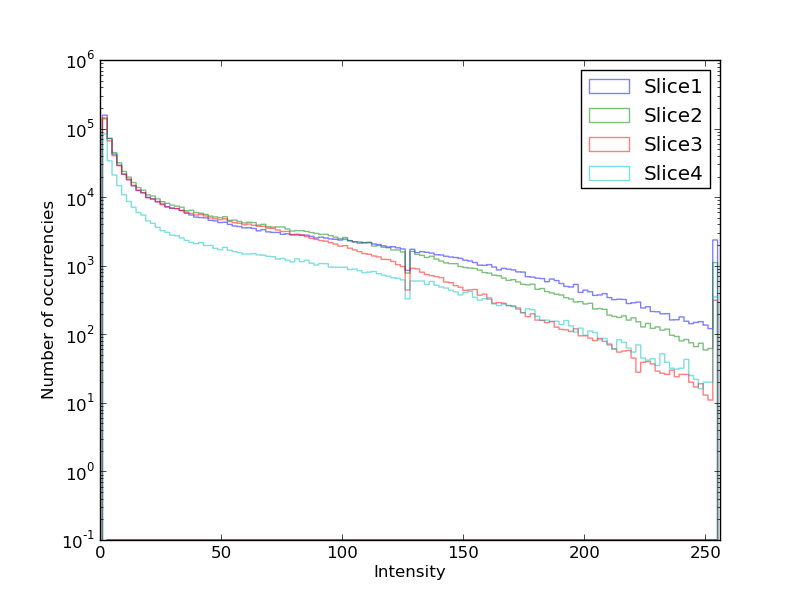 Slice1
Slice2
Slice3
Slice4
Number of occurrencies
10^6
10^5
10^4
10^3
10^2
10^1
10^0
10^-1
0 50 100 150 200 250
Intensity